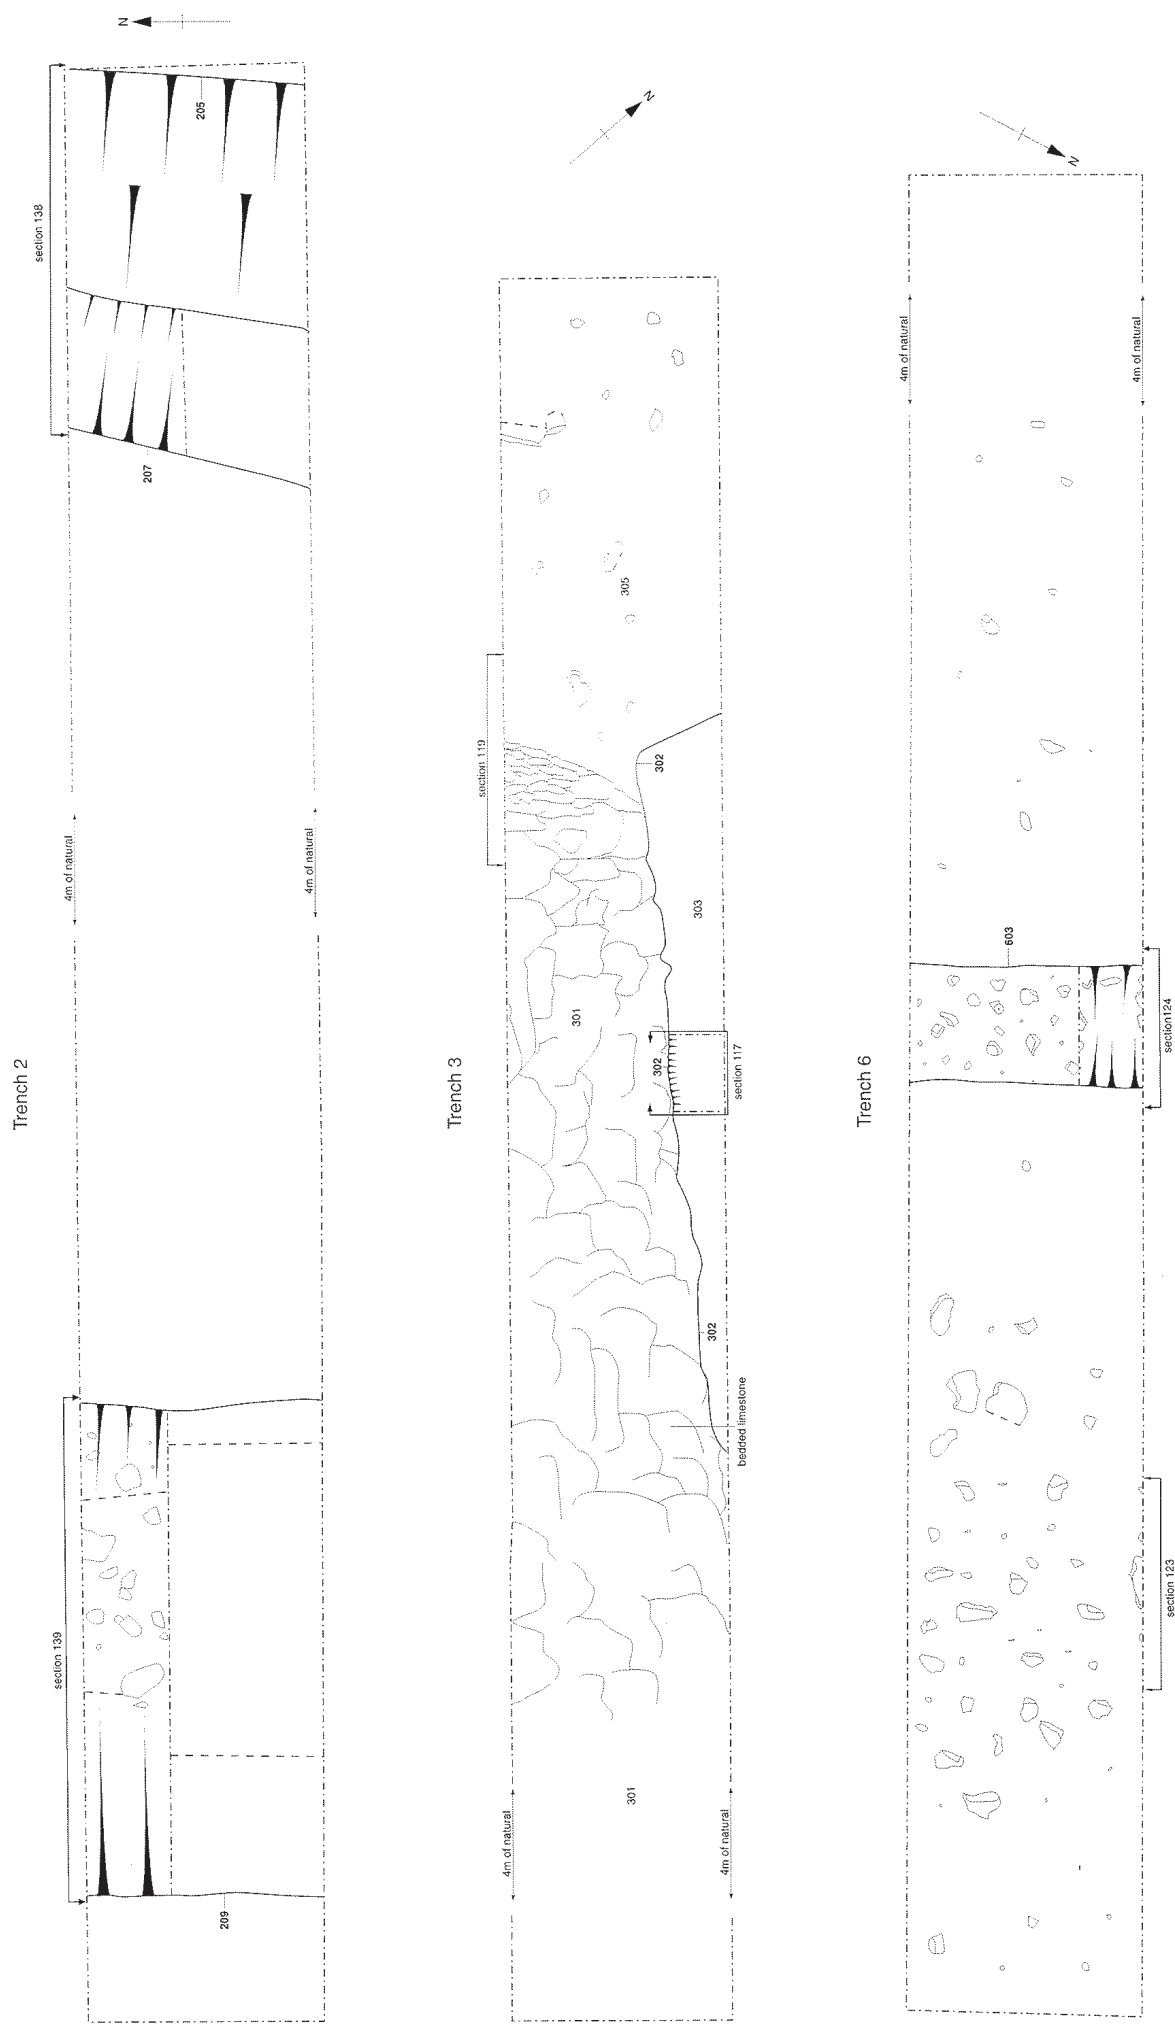 Trench 2
N
section 138
205
207
4m of natural
4m of natural
section 139
209
Trench 3
N
305
section 119
302
303
301
302
section 117
302
bedded limestone
301
4m of natural
4m of natural
Trench 6
N
4m of natural
4m of natural
603
section124
section 123